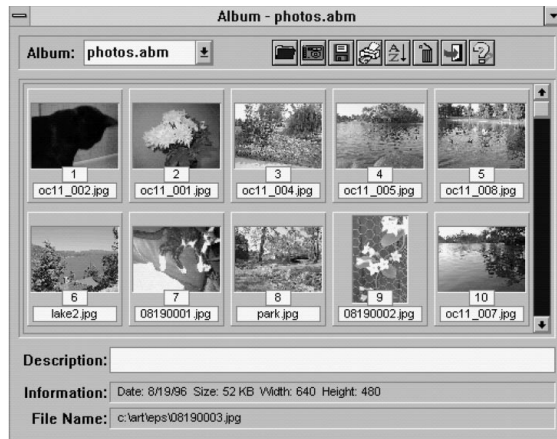 Album - photos.abm
Album: photos.abm
A
Z
?
1
2
3
4
5
oc11_002.jpg
oc11_001.jpg
oc11_004.jpg
oc11_005.jpg
oc11_008.jpg
6
7
8
9
10
lake2.jpg
08190001.jpg
park.jpg
08190002.jpg
oc11_007.jpg
Description:
Information: Date: 8/19/96 Size: 52 KB Width: 640 Height: 480
File Name: c:\art\eps\08190003.jpg